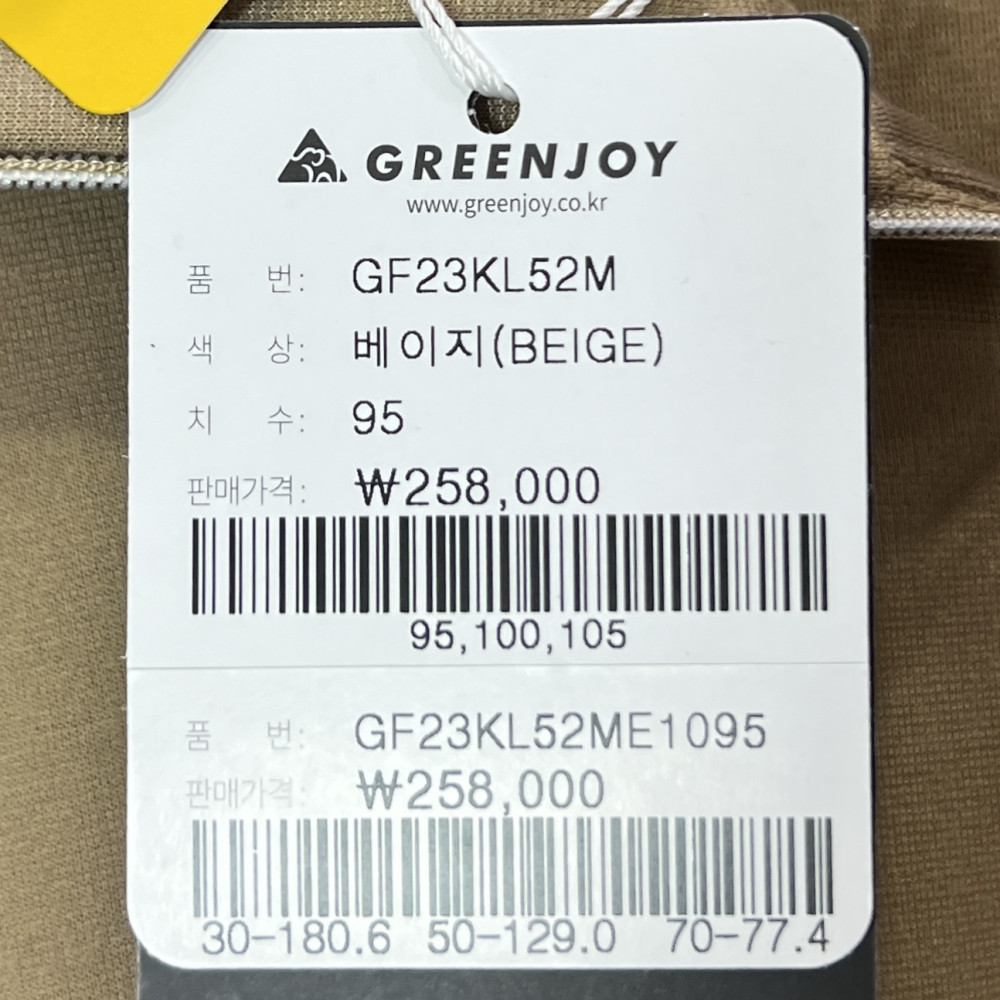 GREENJOY
www.greenjoy.co.kr
품 번: GF23KL52M
색 상: 베이지(BEIGE)
치 수: 95
판매가격: ₩258,000
95,100,105
품 번: GF23KL52ME1095
판매가격: ₩258,000
30-180.6 50-129.0 70-77.4